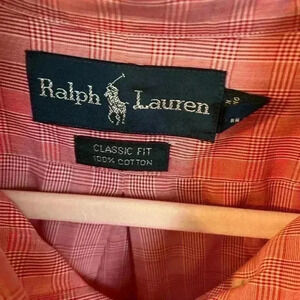 Ralph Lauren
CLASSIC FIT
100% COTTON